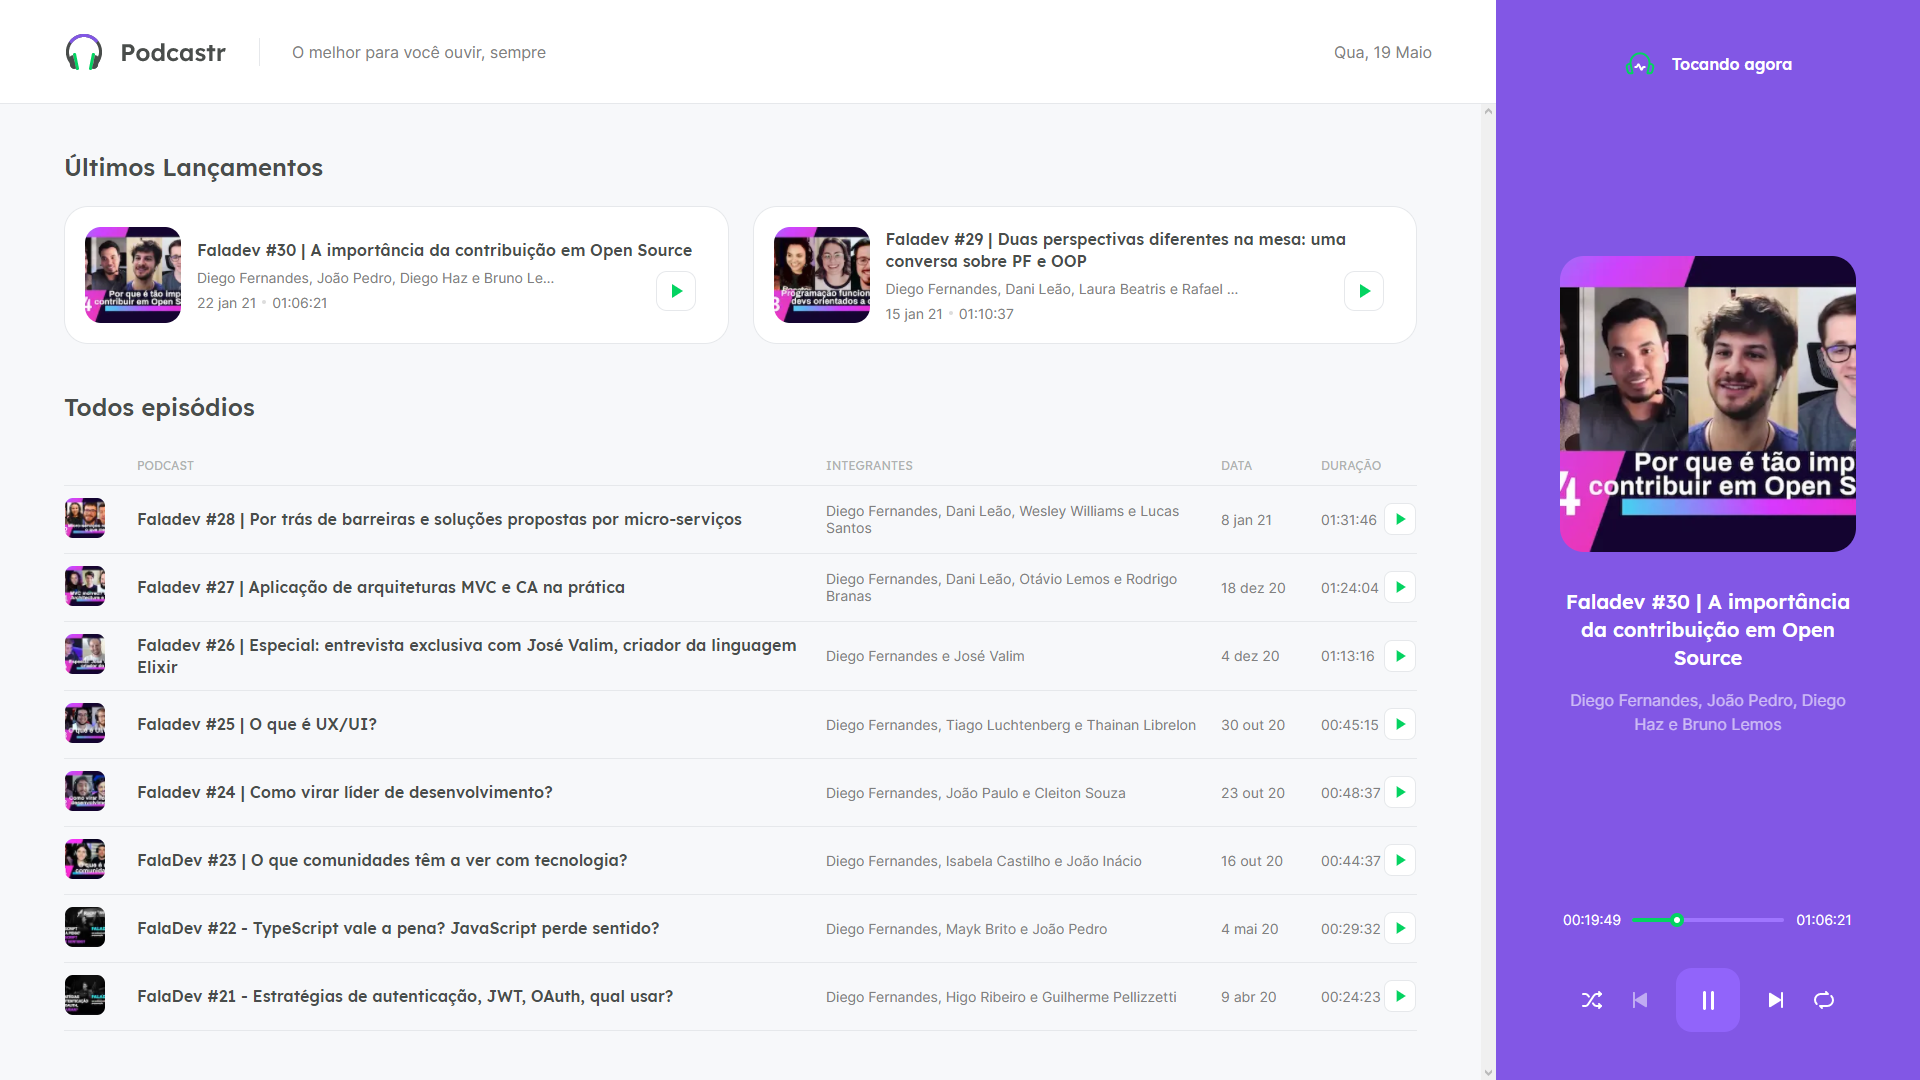 Podcastr
O melhor para você ouvir, sempre
Qua, 19 Maio
Últimos Lançamentos
Faladev #30 | A importância da contribuição em Open Source
Diego Fernandes, João Pedro, Diego Haz e Bruno Le...
22 jan 21 • 01:06:21
Por que é tão imp
contribuir em Open S
Faladev #29 | Duas perspectivas diferentes na mesa: uma
conversa sobre PF e OOP
Diego Fernandes, Dani Leão, Laura Beatris e Rafael ...
15 jan 21 • 01:10:37
Programação funcion
devs orientados a o
Todos episódios
PODCAST INTEGRANTES DATA DURAÇÃO
Faladev #28 | Por trás de barreiras e soluções propostas por micro-serviços
Diego Fernandes, Dani Leão, Wesley Williams e Lucas
Santos
8 jan 21
01:31:46
Faladev #27 | Aplicação de arquiteturas MVC e CA na prática
Diego Fernandes, Dani Leão, Otávio Lemos e Rodrigo
Branas
18 dez 20
01:24:04
Faladev #26 | Especial: entrevista exclusiva com José Valim, criador da linguagem
Elixir
Diego Fernandes e José Valim
4 dez 20
01:13:16
Faladev #25 | O que é UX/UI?
Diego Fernandes, Tiago Luchtenberg e Thainan Librelon
30 out 20
00:45:15
Faladev #24 | Como virar líder de desenvolvimento?
Diego Fernandes, João Paulo e Cleiton Souza
23 out 20
00:48:37
FalaDev #23 | O que comunidades têm a ver com tecnologia?
Diego Fernandes, Isabela Castilho e João Inácio
16 out 20
00:44:37
FalaDev #22 - TypeScript vale a pena? JavaScript perde sentido?
Diego Fernandes, Mayk Brito e João Pedro
4 mai 20
00:29:32
FalaDev #21 - Estratégias de autenticação, JWT, OAuth, qual usar?
Diego Fernandes, Higo Ribeiro e Guilherme Pellizzetti
9 abr 20
00:24:23
Tocando agora
Por que é tão imp
4 contribuir em Open S
Faladev #30 | A importância
da contribuição em Open
Source
Diego Fernandes, João Pedro, Diego
Haz e Bruno Lemos
00:19:49
01:06:21